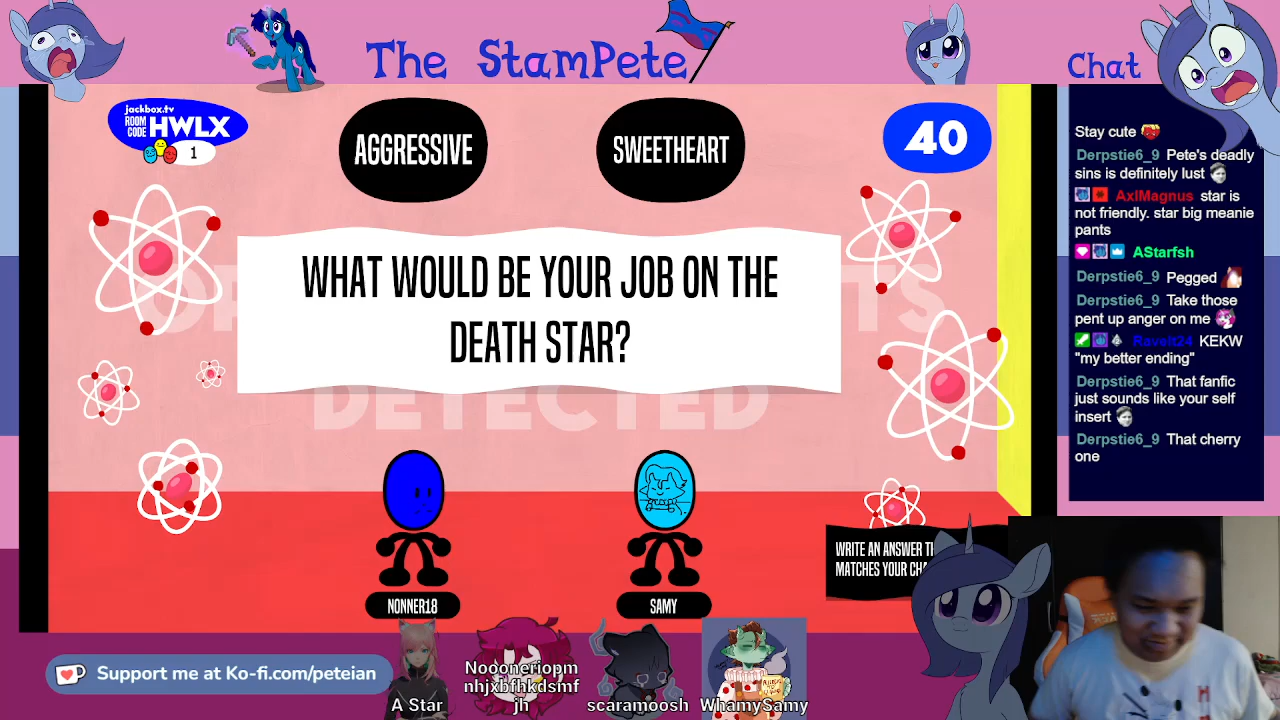 The StamPete
Chat
jackbox.tv
ROOM CODE HWLX
1
AGGRESSIVE
SWEETHEART
40
WHAT WOULD BE YOUR JOB ON THE
DEATH STAR?
DETECTED
NONNER18
SAMY
WRITE AN ANSWER
MATCHES YOUR
Stay cute
Derpstie6_9 Pete's deadly
sins is definitely lust
AxlMagnus star is
not friendly. star big meanie
pants
AStarfsh
Derpstie6_9 Pegged
Derpstie6_9 Take those
pent up anger on me
Ravelt24 KEKW
"my better ending"
Derpstie6_9 That fanfic
just sounds like your self
insert
Derpstie6_9 That cherry
one
Support me at Ko-fi.com/peteian
A Star
Noooneriopm
nhjxbfhkdsmf
jh
scaramoosh
WhamySamy